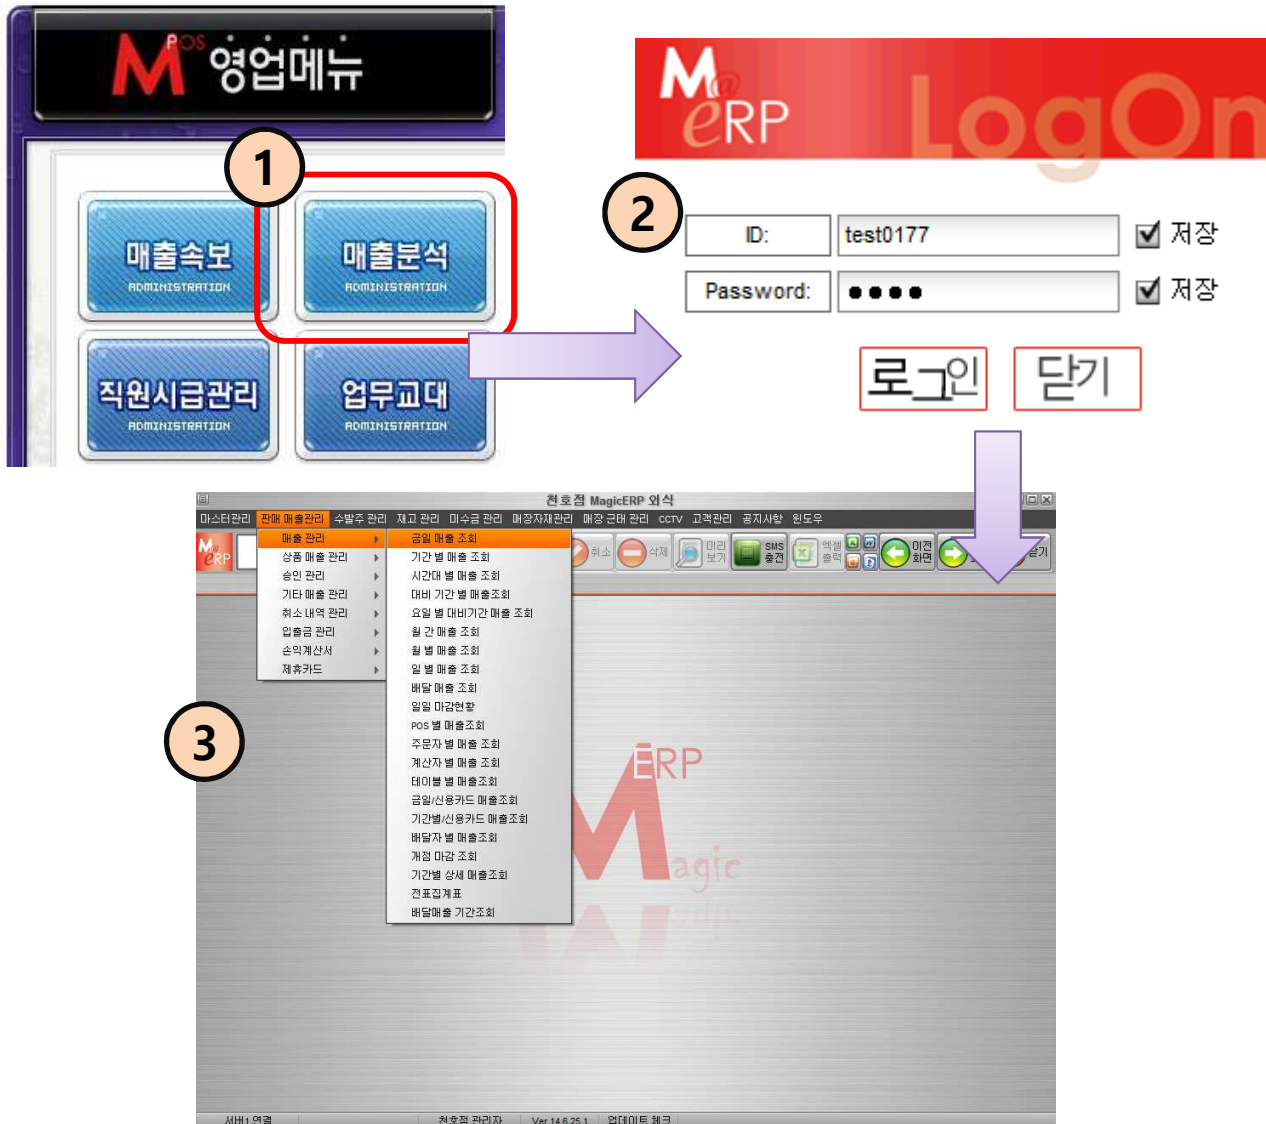 MPOS 영업메뉴
1
매출속보
ADMINISTRATION
매출분석
ADMINISTRATION
직원시급관리
ADMINISTRATION
업무교대
ADMINISTRATION
M@eRP LogOn
2
ID: test0177 저장
Password: ●●●● 저장
로그인 닫기
천호점 MagicERP 외식
마스터관리 판매 매출관리 수발주 관리 재고 관리 미수금 관리 매장자재관리 매장 근태 관리 CCTV 고객관리 공지사항 윈도우
취소 삭제 미리보기 SMS충전 엑셀출력 이전화면
매출 관리
상품 매출 관리
승인 관리
기타 매출 관리
취소 내역 관리
입출금 관리
손익계산서
제휴카드
금일 매출 조회
기간 별 매출 조회
시간대 별 매출 조회
대비 기간 별 매출조회
요일 별 대비기간 매출 조회
월 간 매출 조회
월 별 매출 조회
일 별 매출 조회
배달 매출 조회
일일 마감현황
POS 별 매출조회
주문자 별 매출 조회
계산자 별 매출 조회
테이블 별 매출조회
금일/신용카드 매출조회
기간별/신용카드 매출조회
배달자 별 매출조회
개점 마감 조회
기간별 상세 매출조회
전표집계표
배달매출 기간조회
3
ERP
Magic
서버1 연결 천호점 관리자 Ver 14.6.25.1 업데이트 체크